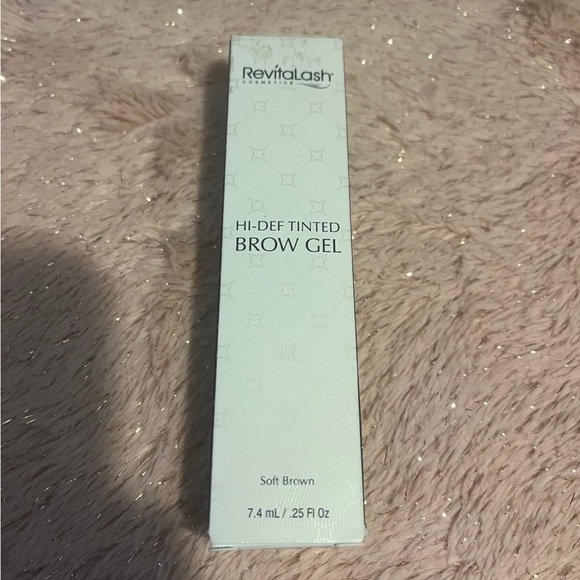 RevitaLash®
COSMETICS
HI-DEF TINTED
BROW GEL
Soft Brown
7.4 mL / .25 Fl Oz